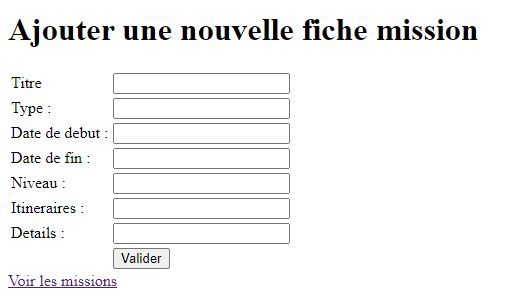 Ajouter une nouvelle fiche mission
Titre
Type :
Date de debut :
Date de fin :
Niveau :
Itineraires :
Details :
Valider
Voir les missions